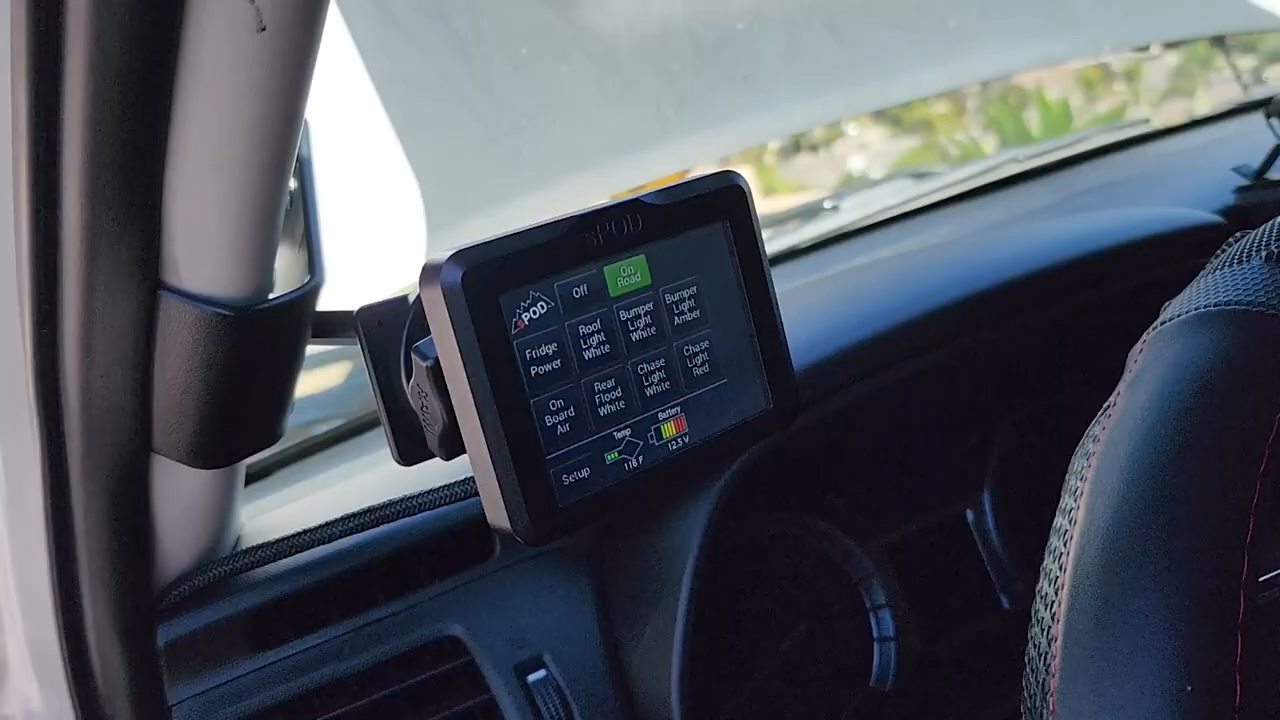 sPOD
sPOD
Off
On
Road
Fridge
Power
Roof
Light
White
Bumper
Light
White
Bumper
Light
Amber
On
Board
Air
Rear
Flood
White
Chase
Light
White
Chase
Light
Red
Setup
Temp
116 F
Battery
12.5 V